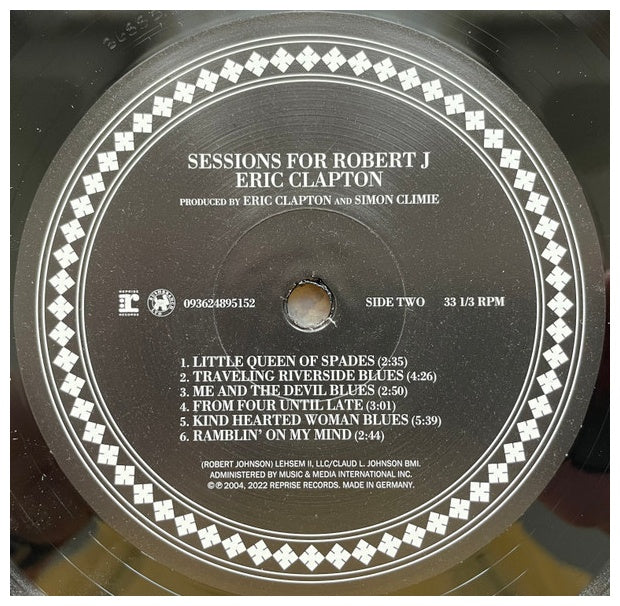 SESSIONS FOR ROBERT J
ERIC CLAPTON
PRODUCED BY ERIC CLAPTON AND SIMON CLIMIE
REPRISE
RECORDS
093624895152
SIDE TWO
33 1/3 RPM
1. LITTLE QUEEN OF SPADES (2:35)
2. TRAVELING RIVERSIDE BLUES (4:26)
3. ME AND THE DEVIL BLUES (2:50)
4. FROM FOUR UNTIL LATE (3:01)
5. KIND HEARTED WOMAN BLUES (5:39)
6. RAMBLIN' ON MY MIND (2:44)
(ROBERT JOHNSON) LEHSEM II, LLC/CLAUD L. JOHNSON BMI.
ADMINISTERED BY MUSIC & MEDIA INTERNATIONAL INC.
© ℗ 2004, 2022 REPRISE RECORDS. MADE IN GERMANY.